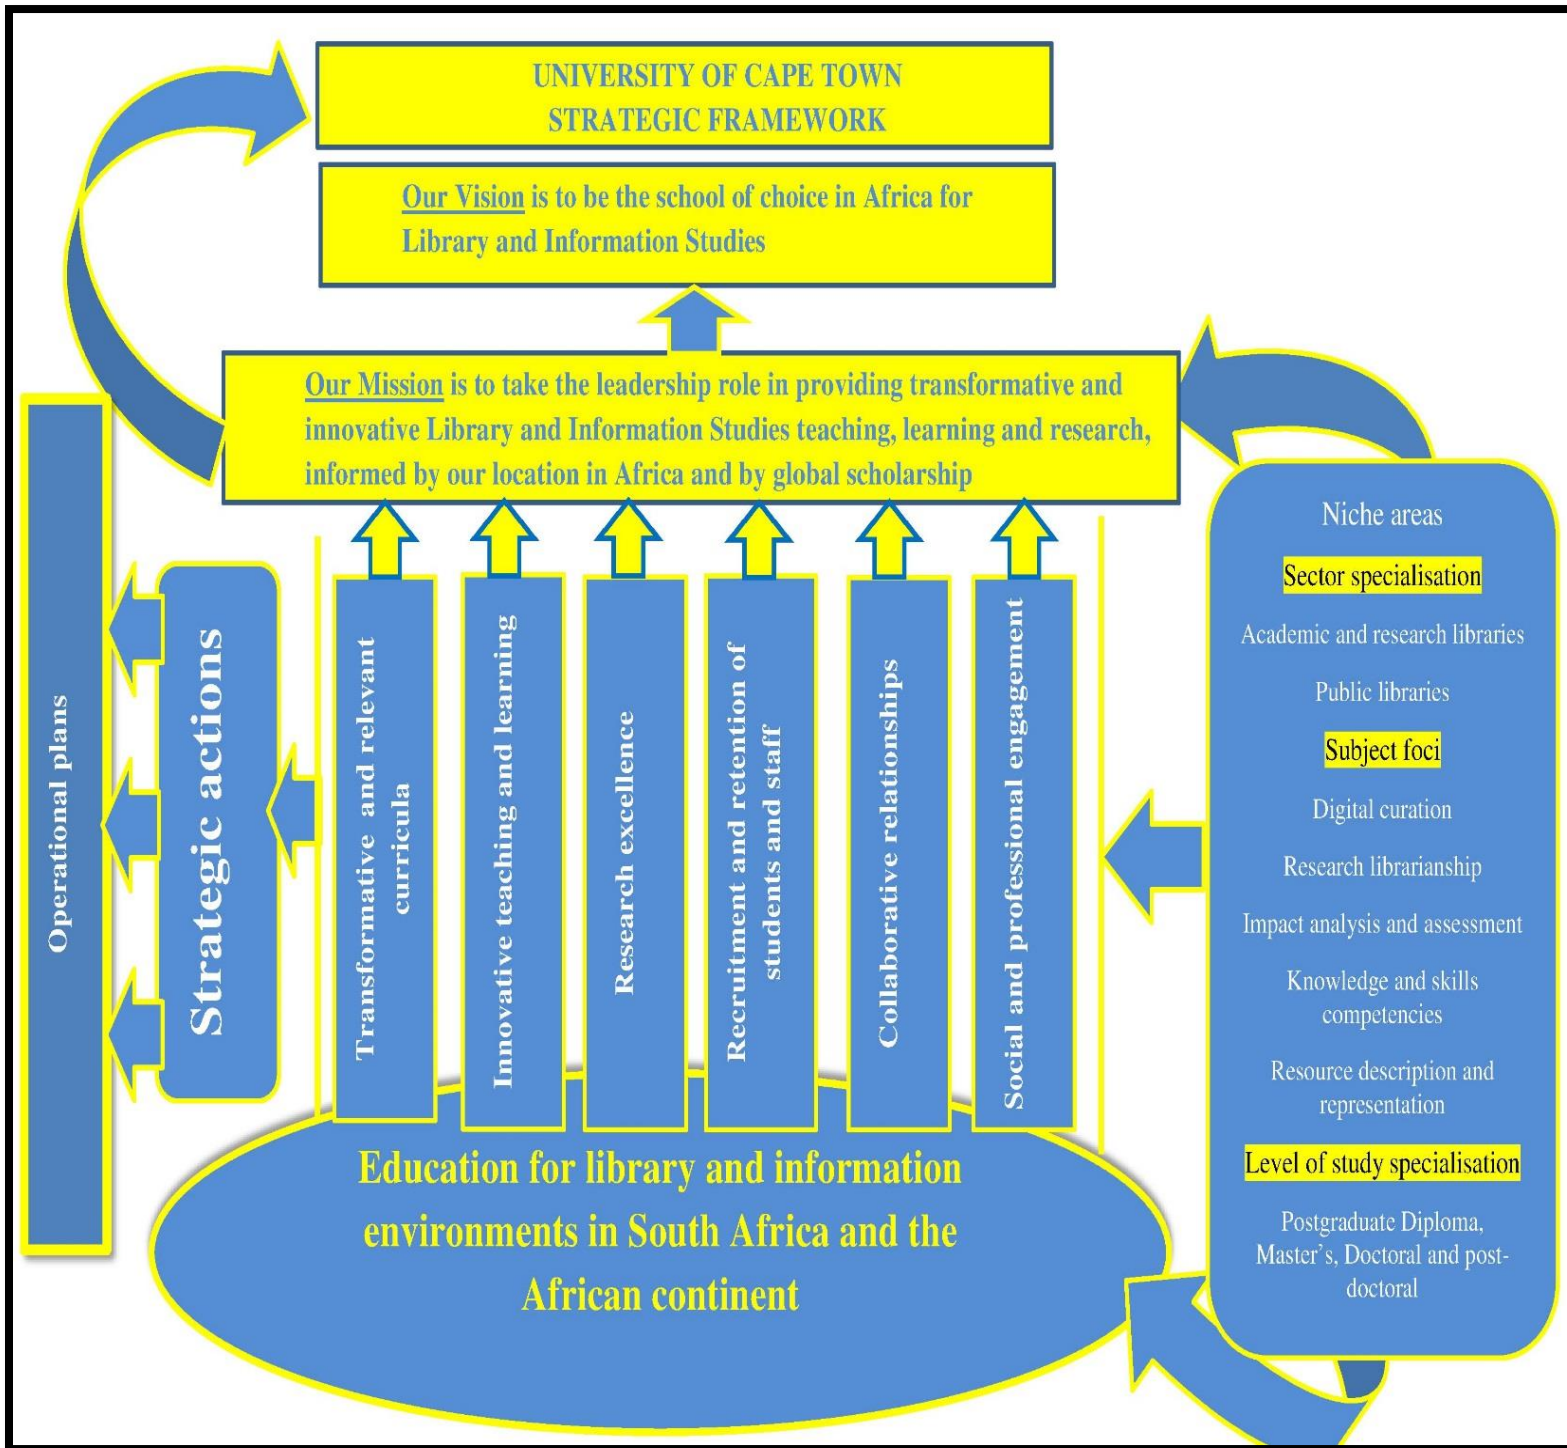 UNIVERSITY OF CAPE TOWN
STRATEGIC FRAMEWORK
Our Vision is to be the school of choice in Africa for
Library and Information Studies
Our Mission is to take the leadership role in providing transformative and
innovative Library and Information Studies teaching, learning and research,
informed by our location in Africa and by global scholarship
Operational plans
Strategic actions
Transformative and relevant
curricula
Innovative teaching and learning
Research excellence
Recruitment and retention of
students and staff
Collaborative relationships
Social and professional engagement
Education for library and information
environments in South Africa and the
African continent
Niche areas
Sector specialisation
Academic and research libraries
Public libraries
Subject foci
Digital curation
Research librarianship
Impact analysis and assessment
Knowledge and skills
competencies
Resource description and
representation
Level of study specialisation
Postgraduate Diploma,
Master’s, Doctoral and post-
doctoral